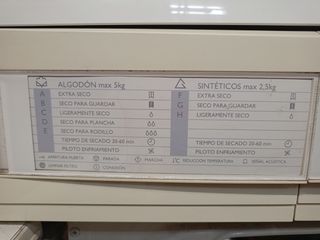 ALGODÓN max 5kg
A EXTRA SECO
B SECO PARA GUARDAR
C LIGERAMENTE SECO
D SECO PARA PLANCHA
E SECO PARA RODILLO
TIEMPO DE SECADO 20-60 min
PILOTO ENFRIAMIENTO
SINTÉTICOS max 2,5kg
F EXTRA SECO
G SECO PARA GUARDAR
H LIGERAMENTE SECO
TIEMPO DE SECADO 20-60 min
PILOTO ENFRIAMIENTO
APERTURA PUERTA PARADA MARCHA REDUCCIÓN TEMPERATURA SEÑAL ACÚSTICA
LIMPIAR FILTRO CONEXIÓN